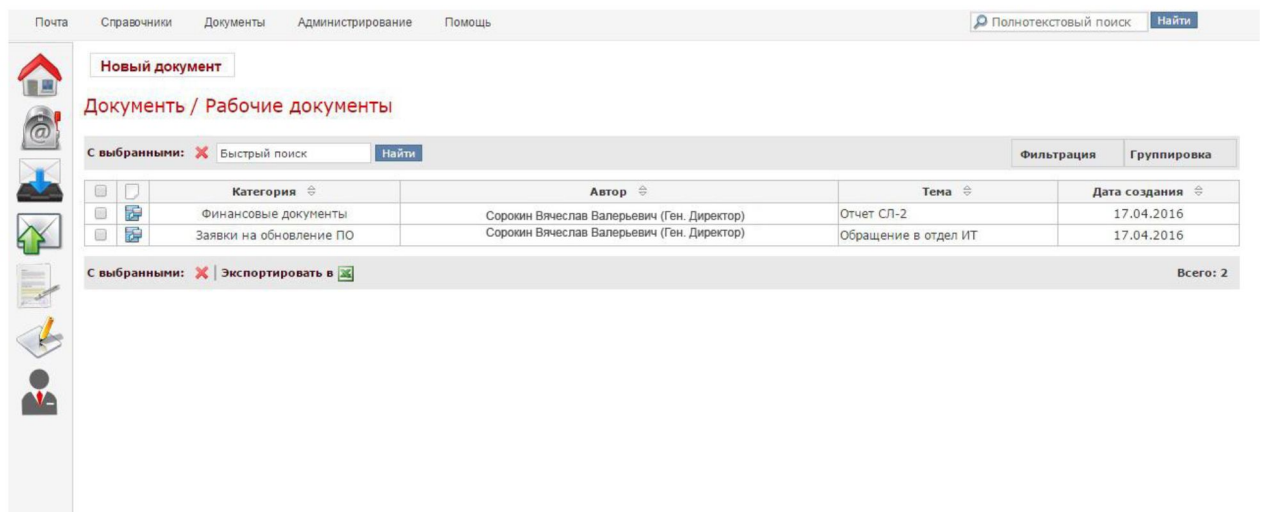 Почта Справочники Документы Администрирование Помощь Полнотекстовый поиск Найти
Новый документ
Документь / Рабочие документы
С выбранными: Быстрый поиск Найти Фильтрация Группировка
Категория Автор Тема Дата создания
Финансовые документы Сорокин Вячеслав Валерьевич (Ген. Директор) Отчет СЛ-2 17.04.2016
Заявки на обновление ПО Сорокин Вячеслав Валерьевич (Ген. Директор) Обращение в отдел ИТ 17.04.2016
С выбранными: Экспортировать в Всего: 2